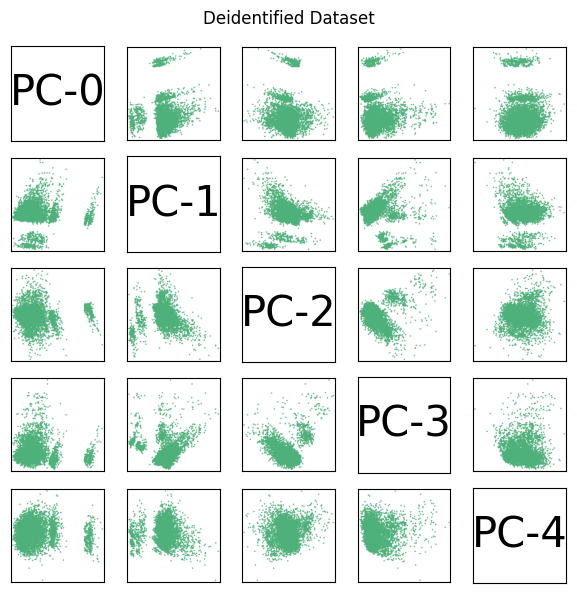 Deidentified Dataset
PC-0
PC-1
PC-2
PC-3
PC-4